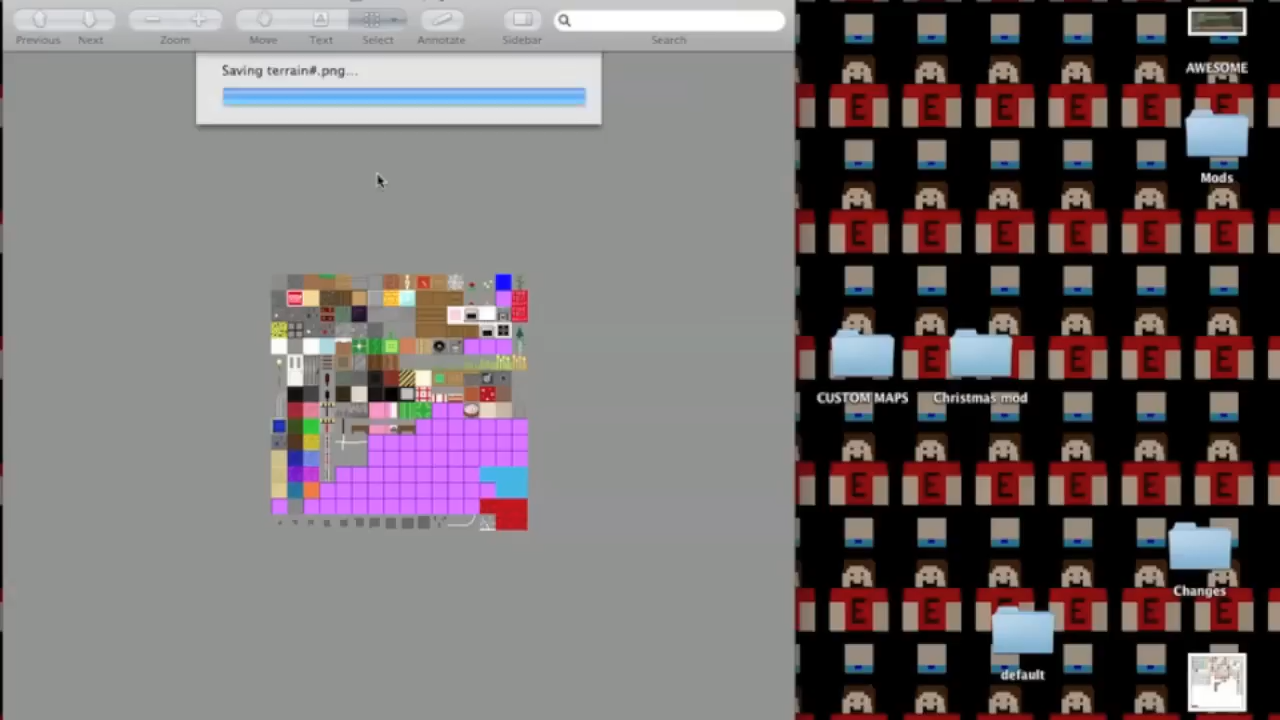 Previous Next Zoom Move Text Select Annotate Sidebar Search
Saving terrain#.png...
AWESOME
Mods
CUSTOM MAPS
Christmas mod
Changes
default
E E E E E E
E E E E E E
E E E E E E
E E E E E E
E E E E E E